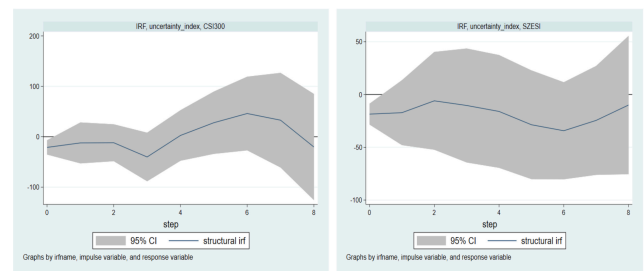 IRF, uncertainty_index, CSI300
200
100
0
-100
0 2 4 6 8
step
95% CI structural irf
Graphs by irfname, impulse variable, and response variable
IRF, uncertainty_index, SZESI
50
0
-50
-100
0 2 4 6 8
step
95% CI structural irf
Graphs by irfname, impulse variable, and response variable